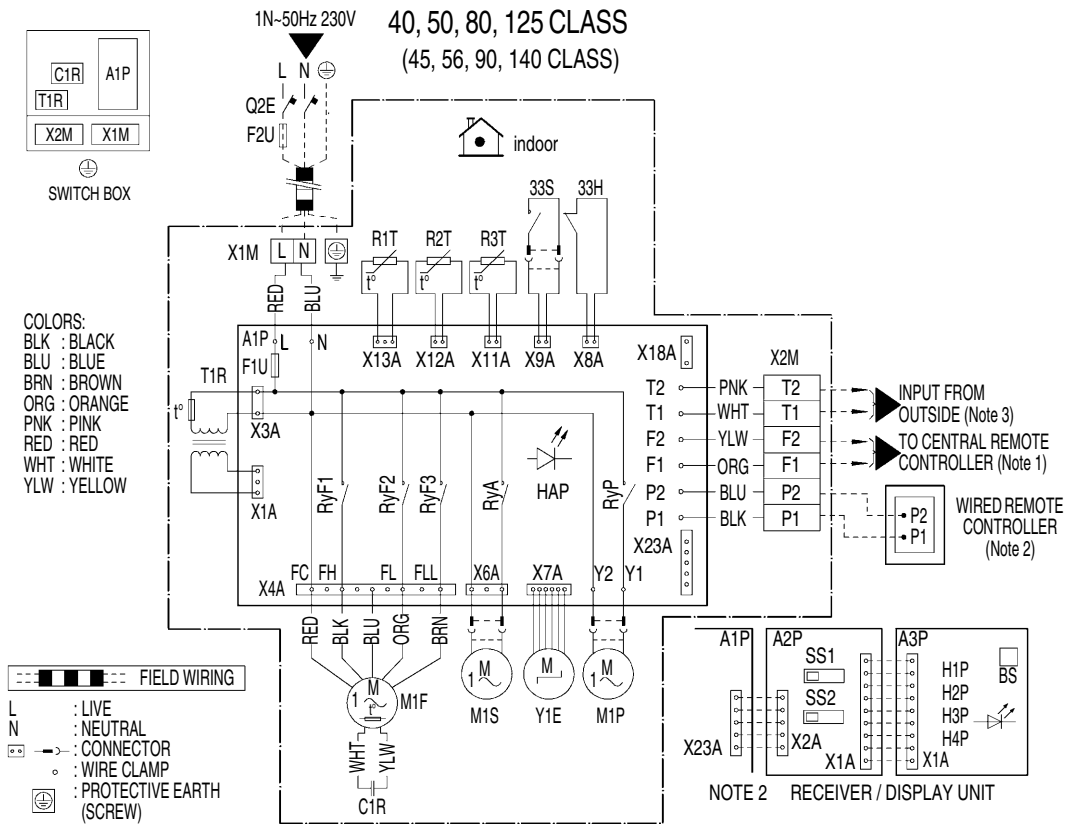 1N~50Hz 230V
40, 50, 80, 125 CLASS
(45, 56, 90, 140 CLASS)
C1R
A1P
T1R
X2M
X1M
SWITCH BOX
L N
Q2E
F2U
indoor
33S
33H
X1M
L N
R1T
R2T
R3T
t°
t°
t°
RED
BLU
COLORS:
BLK : BLACK
BLU : BLUE
BRN : BROWN
ORG : ORANGE
PNK : PINK
RED : RED
WHT : WHITE
YLW : YELLOW
A1P
L
N
F1U
X13A
X12A
X11A
X9A
X8A
X18A
X2M
T1R
t°
X3A
X1A
T2 PNK T2
T1 WHT T1
F2 YLW F2
F1 ORG F1
P2 BLU P2
P1 BLK P1
INPUT FROM
OUTSIDE (Note 3)
TO CENTRAL REMOTE
CONTROLLER (Note 1)
P2
P1
WIRED REMOTE
CONTROLLER
(Note 2)
HAP
RyF1
RyF2
RyF3
RyA
RyP
X23A
X4A
FC
FH
FL
FLL
X6A
X7A
Y2
Y1
RED
BLK
BLU
ORG
BRN
M
1
t°
M1F
M
1
M1S
M
Y1E
M
1
M1P
WHT
YLW
C1R
FIELD WIRING
L : LIVE
N : NEUTRAL
: CONNECTOR
: WIRE CLAMP
: PROTECTIVE EARTH
(SCREW)
A1P
A2P
A3P
SS1
SS2
X23A
X2A
X1A
X1A
H1P
H2P
H3P
H4P
BS
NOTE 2
RECEIVER / DISPLAY UNIT